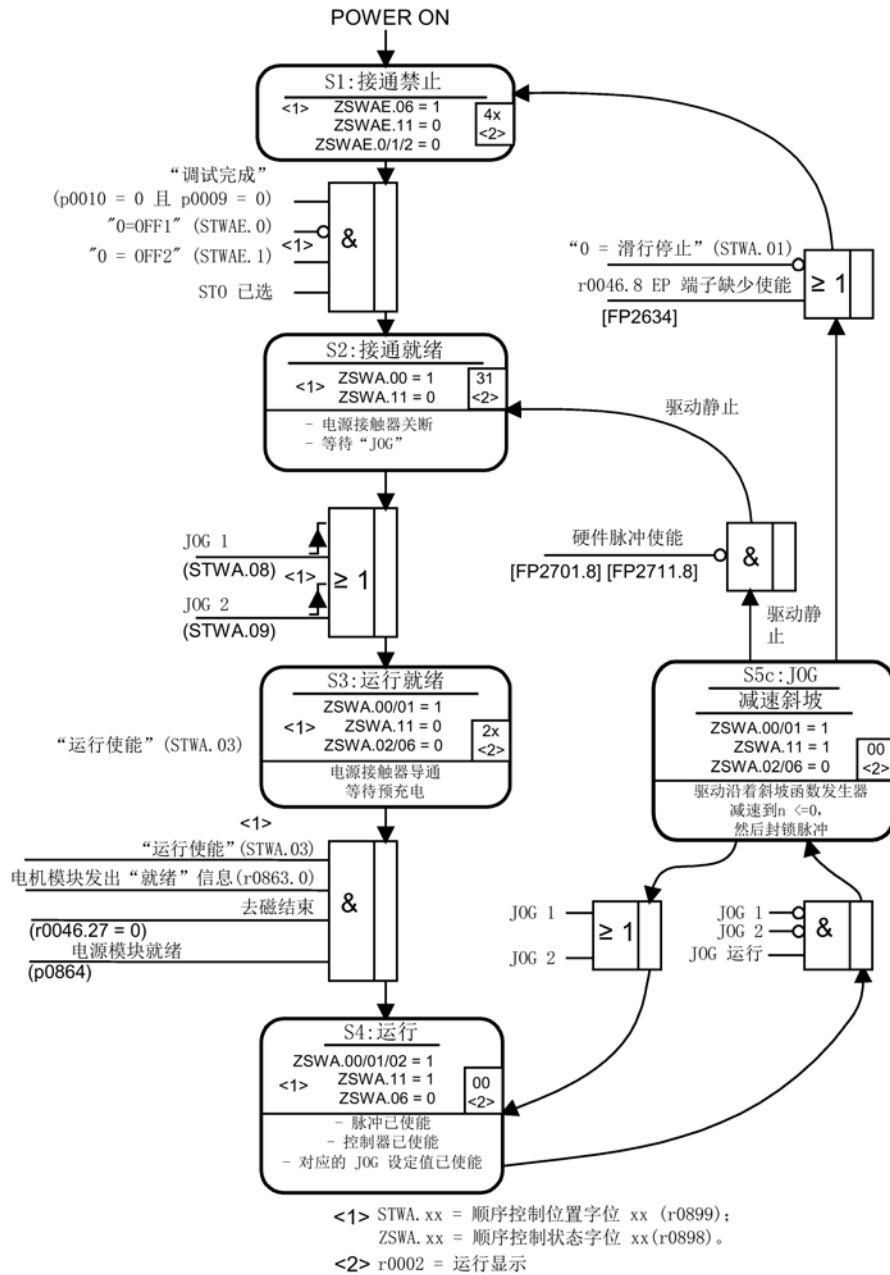 POWER ON
S1:接通禁止
<1> ZSWAE.06 = 1
ZSWAE.11 = 0
ZSWAE.0/1/2 = 0
4x
<2>
“调试完成”
(p0010 = 0 且 p0009 = 0)
"0=OFF1" (STWAE.0)
<1>
"0 = OFF2" (STWAE.1)
STO 已选
&
“0 = 滑行停止”(STWA.01)
r0046.8 EP 端子缺少使能
[FP2634]
≥ 1
S2:接通就绪
<1> ZSWA.00 = 1
ZSWA.11 = 0
31
<2>
- 电源接触器关断
- 等待“JOG”
驱动静止
JOG 1
(STWA.08)
<1>
JOG 2
(STWA.09)
≥ 1
硬件脉冲使能
[FP2701.8] [FP2711.8]
&
驱动静
止
S3:运行就绪
ZSWA.00/01 = 1
<1> ZSWA.11 = 0
ZSWA.02/06 = 0
2x
<2>
电源接触器导通
等待预充电
“运行使能”(STWA.03)
S5c:JOG
减速斜坡
ZSWA.00/01 = 1
ZSWA.11 = 1
ZSWA.02/06 = 0
00
<2>
驱动沿着斜坡函数发生器
减速到n <=0,
然后封锁脉冲
<1>
“运行使能”(STWA.03)
电机模块发出“就绪”信息(r0863.0)
去磁结束
(r0046.27 = 0)
电源模块就绪
(p0864)
&
JOG 1
JOG 2
≥ 1
JOG 1
JOG 2
JOG 运行
&
S4:运行
ZSWA.00/01/02 = 1
<1> ZSWA.11 = 1
ZSWA.06 = 0
00
<2>
- 脉冲已使能
- 控制器已使能
- 对应的 JOG 设定值已使能
<1> STWA.xx = 顺序控制位置字位 xx (r0899);
ZSWA.xx = 顺序控制状态字位 xx(r0898)。
<2> r0002 = 运行显示